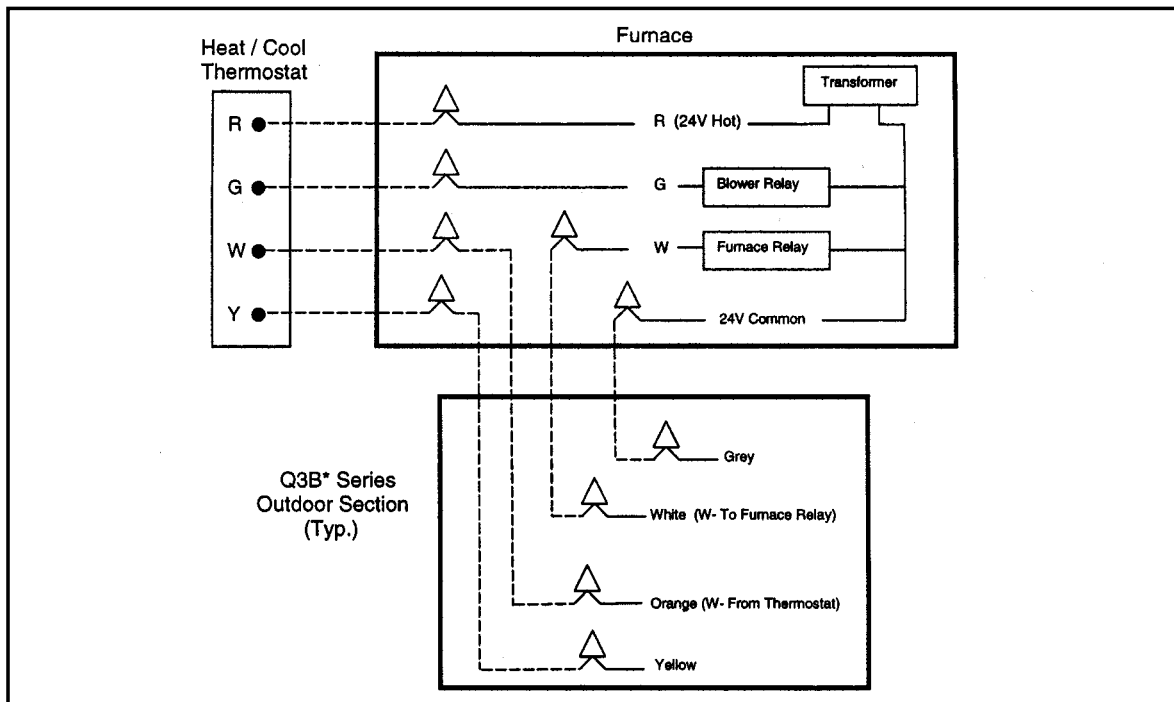 Furnace
Heat / Cool
Thermostat
Transformer
R
R (24V Hot)
G
G
Blower Relay
W
W
Furnace Relay
Y
24V Common
Grey
Q3B* Series
Outdoor Section
(Typ.)
White (W- To Furnace Relay)
Orange (W- From Thermostat)
Yellow